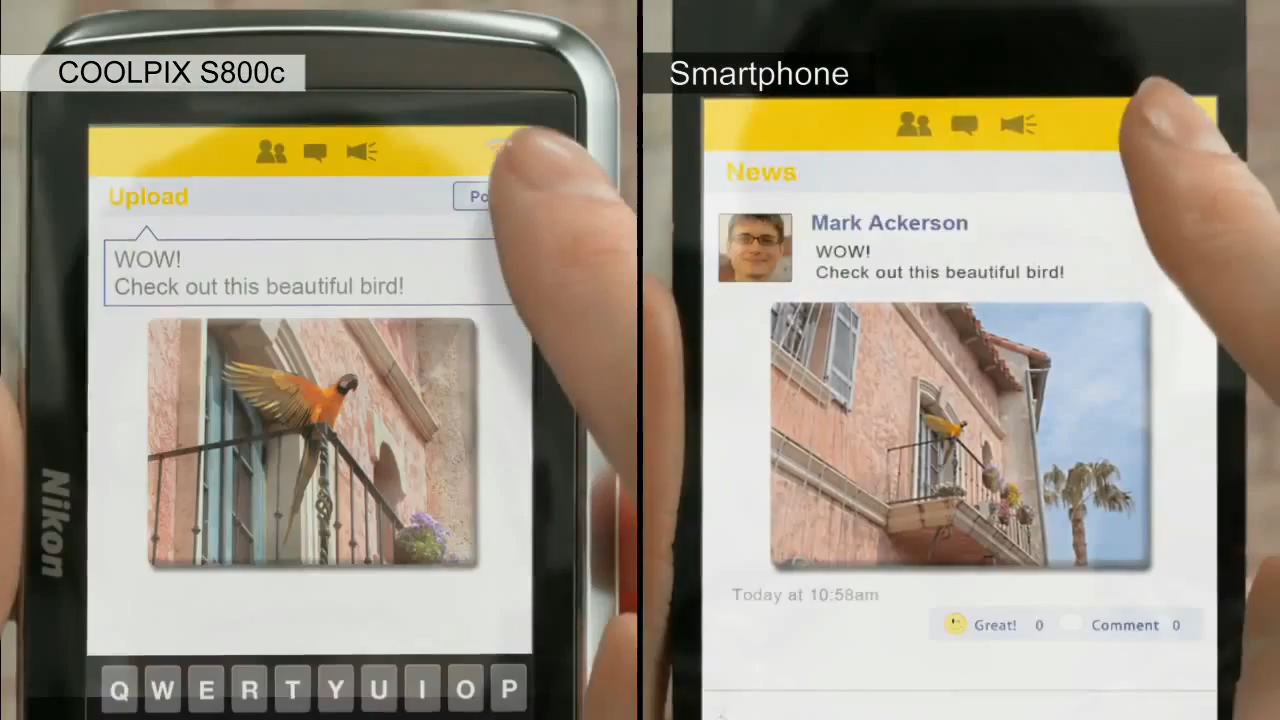 COOLPIX S800c
Upload
WOW!
Check out this beautiful bird!
Nikon
Q W E R T Y U I O P
Smartphone
News
Mark Ackerson
WOW!
Check out this beautiful bird!
Today at 10:58am
Great! 0 Comment 0